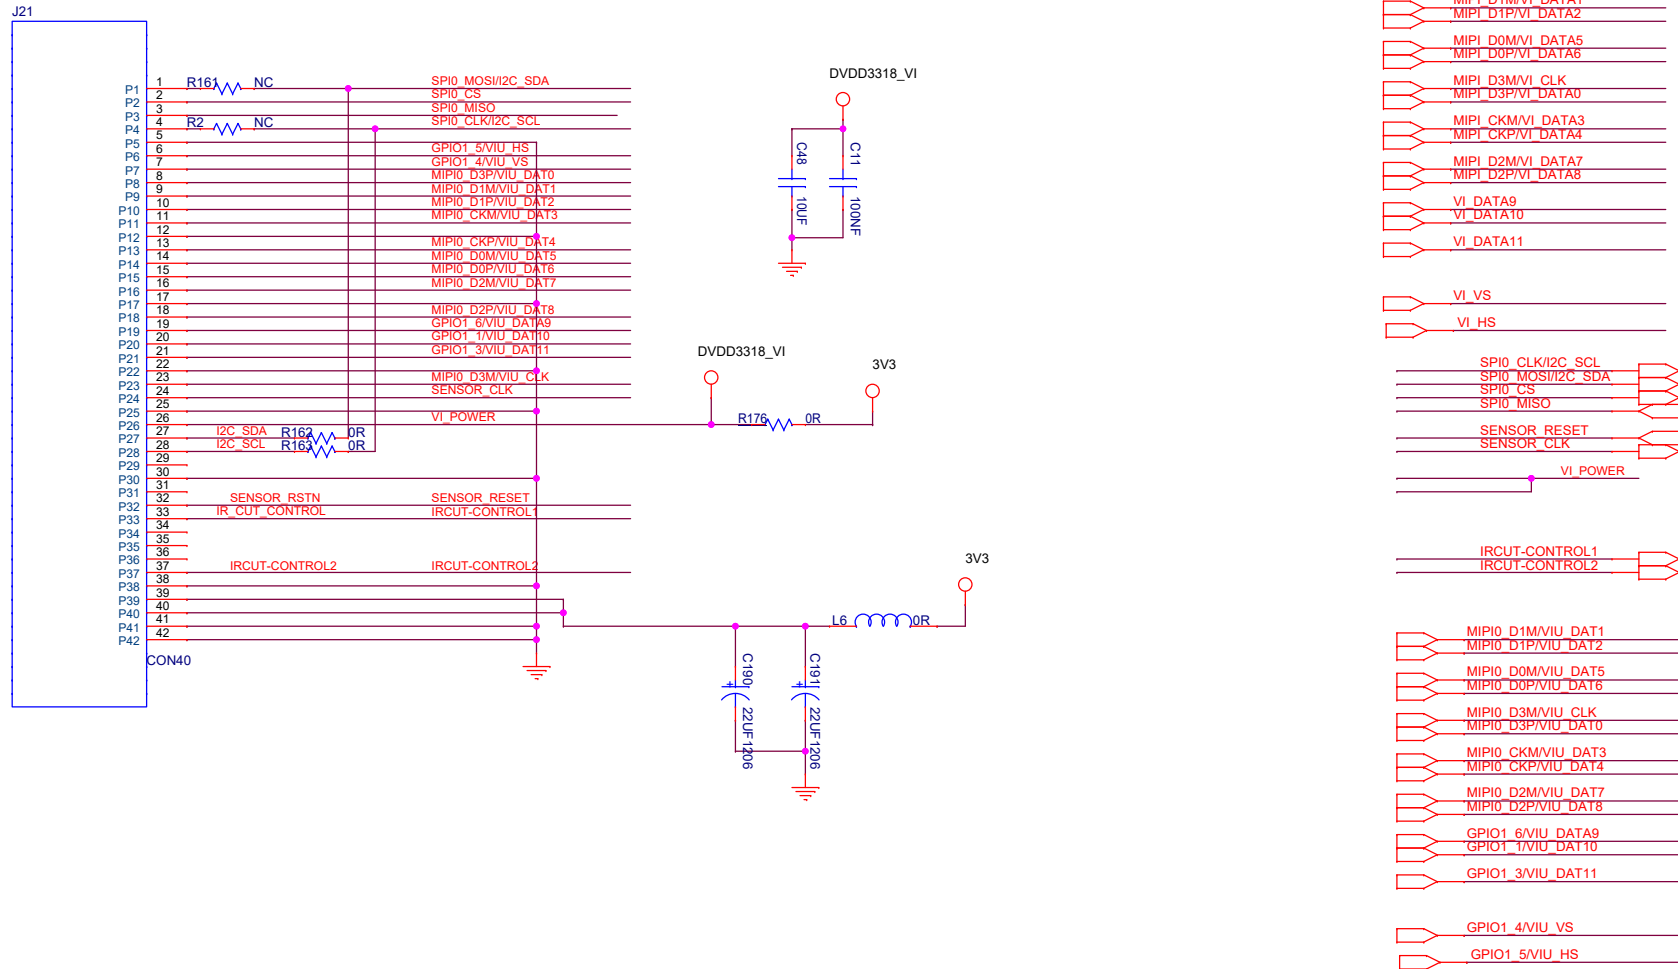 J21
P1 1 R161 NC SPI0_MOSI/I2C_SDA
P2 2 SPI0_CS
P3 3 SPI0_MISO
P4 4 R2 NC SPI0_CLK/I2C_SCL
P5 5
P6 6 GPIO1_5/VIU_HS
P7 7 GPIO1_4/VIU_VS
P8 8 MIPI0_D3P/VIU_DAT0
P9 9 MIPI0_D1M/VIU_DAT1
P10 10 MIPI0_D1P/VIU_DAT2
P11 11 MIPI0_CKM/VIU_DAT3
P12 12
P13 13 MIPI0_CKP/VIU_DAT4
P14 14 MIPI0_D0M/VIU_DAT5
P15 15 MIPI0_D0P/VIU_DAT6
P16 16 MIPI0_D2M/VIU_DAT7
P17 17
P18 18 MIPI0_D2P/VIU_DAT8
P19 19 GPIO1_6/VIU_DATA9
P20 20 GPIO1_1/VIU_DAT10
P21 21 GPIO1_3/VIU_DAT11
P22 22
P23 23 MIPI0_D3M/VIU_CLK
P24 24 SENSOR_CLK
P25 25
P26 26 VI_POWER
P27 27 I2C_SDA R162 0R
P28 28 I2C_SCL R163 0R
P29 29
P30 30
P31 31
P32 32 SENSOR_RSTN SENSOR_RESET
P33 33 IR_CUT_CONTROL IRCUT-CONTROL1
P34 34
P35 35
P36 36
P37 37 IRCUT-CONTROL2 IRCUT-CONTROL2
P38 38
P39 39
P40 40
P41 41
P42 42
CON40
DVDD3318_VI
C48 10UF
C11 100NF
DVDD3318_VI
3V3
R176 0R
3V3
L6 0R
C190 22UF1206
C191 22UF1206
MIPI_D1M/VI_DATA1
MIPI_D1P/VI_DATA2
MIPI_D0M/VI_DATA5
MIPI_D0P/VI_DATA6
MIPI_D3M/VI_CLK
MIPI_D3P/VI_DATA0
MIPI_CKM/VI_DATA3
MIPI_CKP/VI_DATA4
MIPI_D2M/VI_DATA7
MIPI_D2P/VI_DATA8
VI_DATA9
VI_DATA10
VI_DATA11
VI_VS
VI_HS
SPI0_CLK/I2C_SCL
SPI0_MOSI/I2C_SDA
SPI0_CS
SPI0_MISO
SENSOR_RESET
SENSOR_CLK
VI_POWER
IRCUT-CONTROL1
IRCUT-CONTROL2
MIPI0_D1M/VIU_DAT1
MIPI0_D1P/VIU_DAT2
MIPI0_D0M/VIU_DAT5
MIPI0_D0P/VIU_DAT6
MIPI0_D3M/VIU_CLK
MIPI0_D3P/VIU_DAT0
MIPI0_CKM/VIU_DAT3
MIPI0_CKP/VIU_DAT4
MIPI0_D2M/VIU_DAT7
MIPI0_D2P/VIU_DAT8
GPIO1_6/VIU_DATA9
GPIO1_1/VIU_DAT10
GPIO1_3/VIU_DAT11
GPIO1_4/VIU_VS
GPIO1_5/VIU_HS